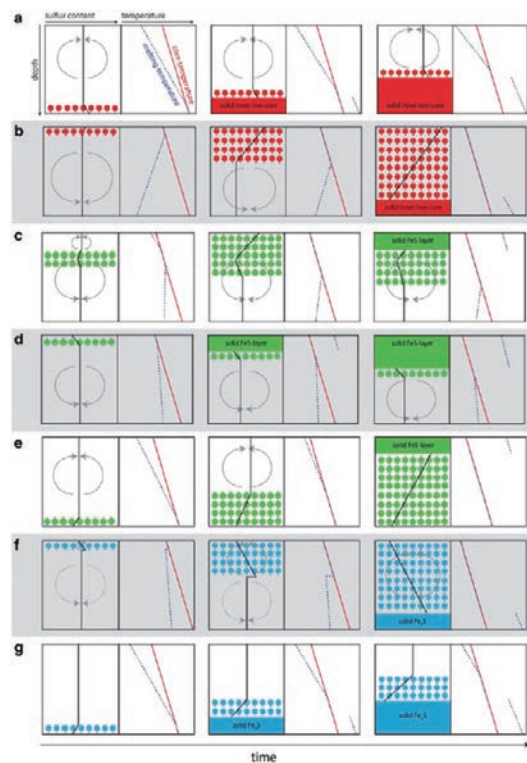 a
sulfur content
temperature
depth
melting temperature
core temperature
solid inner iron core
solid inner iron core
b
solid inner iron core
c
solid FeS-layer
d
solid FeS-layer
solid FeS-layer
e
solid FeS-layer
f
solid Fe3S
g
solid Fe3S
solid Fe3S
time